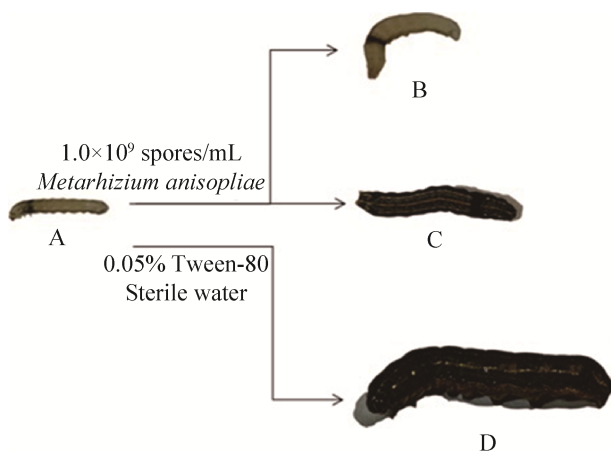 B
1.0×10⁹ spores/mL
Metarhizium anisopliae
A
C
0.05% Tween-80
Sterile water
D